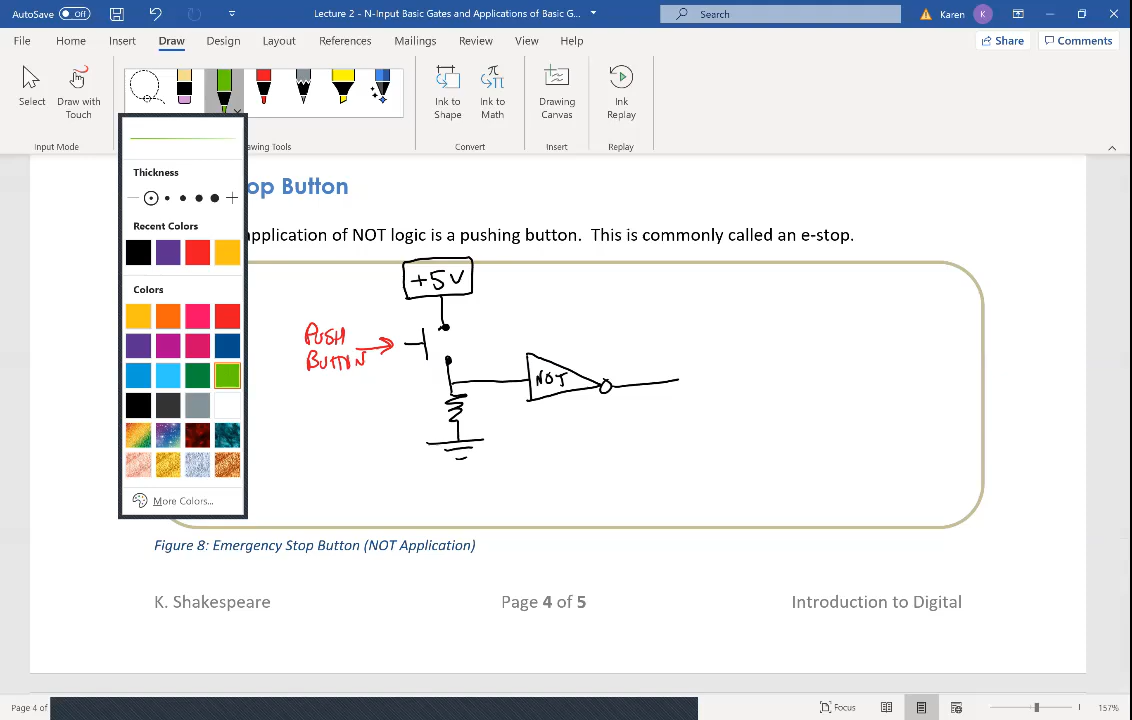 AutoSave Off
Lecture 2 - N-Input Basic Gates and Applications of Basic G...
Search
Karen K
File Home Insert Draw Design Layout References Mailings Review View Help
Share Comments
Select
Draw with Touch
Ink to Shape
Ink to Math
Drawing Canvas
Ink Replay
Input Mode
awing Tools
Convert
Insert
Replay
Thickness
Recent Colors
Colors
More Colors...
op Button
pplication of NOT logic is a pushing button. This is commonly called an e-stop.
+5V
PUSH
BUTTON
NOT
Figure 8: Emergency Stop Button (NOT Application)
K. Shakespeare Page 4 of 5 Introduction to Digital
Page 4 of
Focus
157%